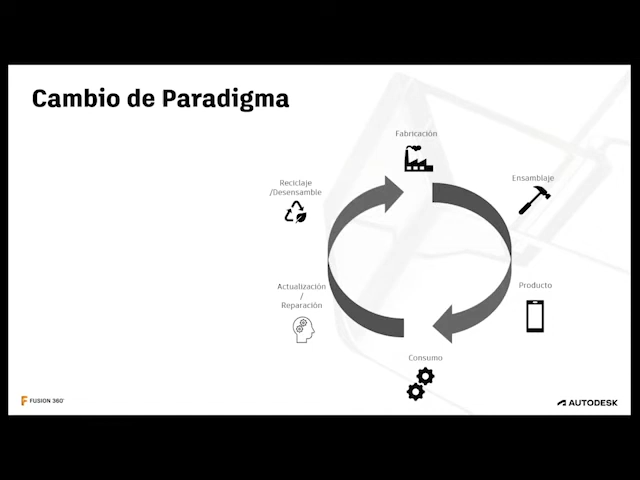 Cambio de Paradigma
Fabricación
Ensamblaje
Producto
Consumo
Actualización
/
Reparación
Reciclaje
/Desensamble
FUSION 360°
AUTODESK